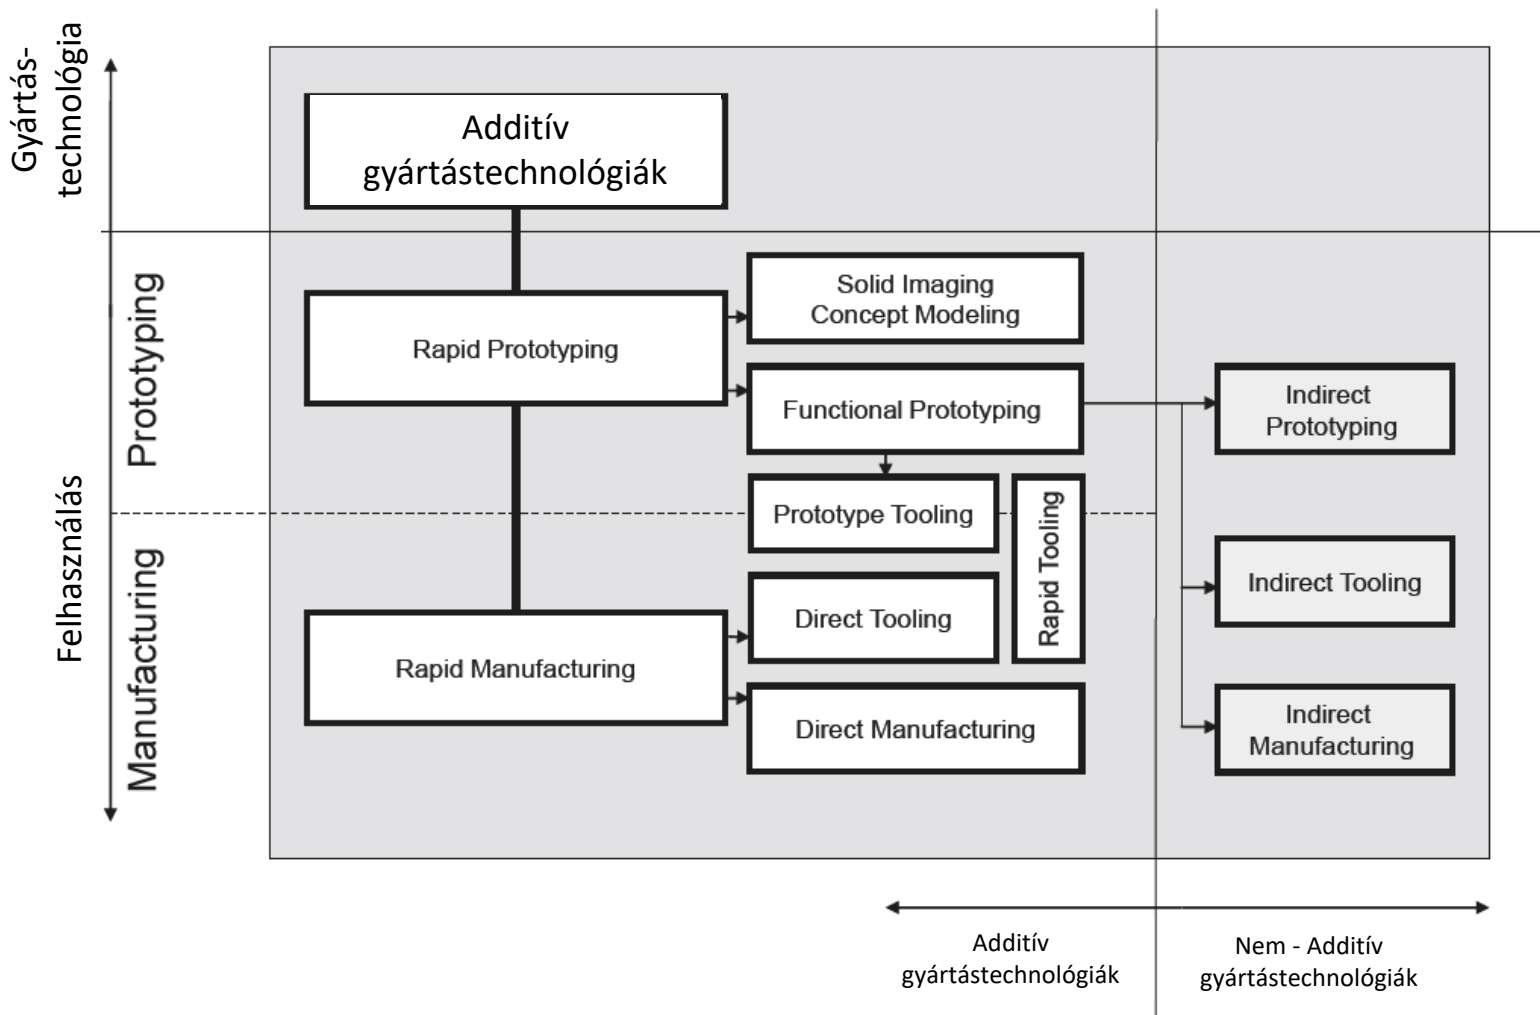 Gyártás-
technológia
Additív
gyártástechnológiák
Prototyping
Rapid Prototyping
Solid Imaging
Concept Modeling
Functional Prototyping
Indirect
Prototyping
Felhasználás
Prototype Tooling
Rapid Tooling
Manufacturing
Direct Tooling
Indirect Tooling
Rapid Manufacturing
Direct Manufacturing
Indirect
Manufacturing
Additív
gyártástechnológiák
Nem - Additív
gyártástechnológiák